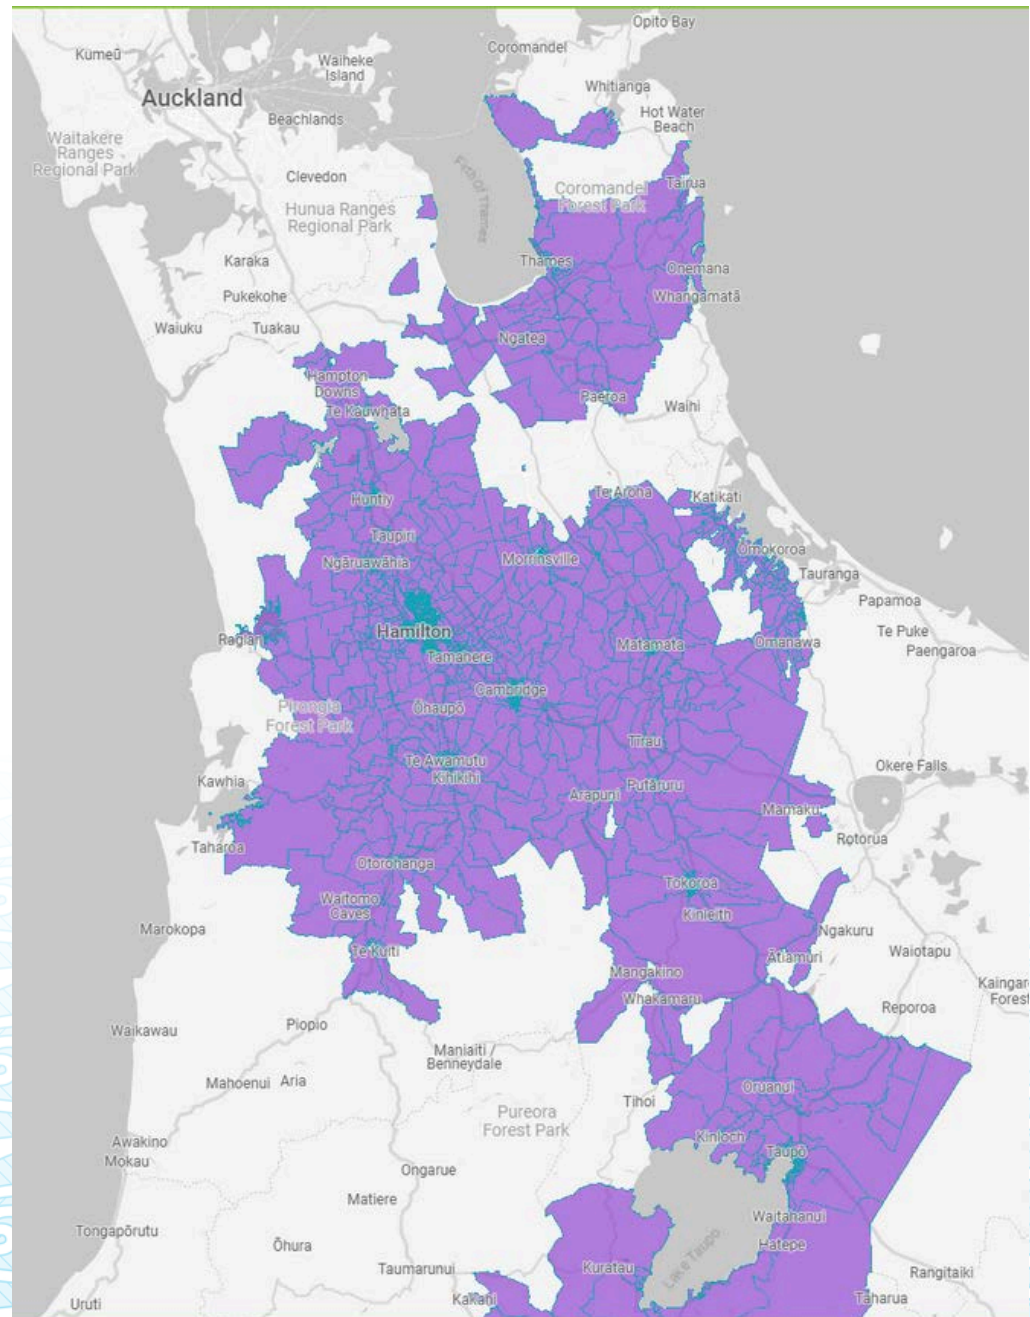 Opito Bay
Coromandel
Kumeū
Waiheke
Island
Whitianga
Auckland
Hot Water
Beach
Beachlands
Waitakere
Ranges
Regional Park
Clevedon
Firth of Thames
Tairua
Coromandel
Forest Park
Hunua Ranges
Regional Park
Karaka
Thames
Onemana
Pukekohe
Whangamatā
Waiuku
Tuakau
Ngatea
Hampton
Downs
Paeroa
Te Kauwhata
Waihi
Huntly
Te Aroha
Katikati
Taupiri
Ōmokoroa
Ngāruawāhia
Morrinsville
Tauranga
Papamoa
Hamilton
Te Puke
Raglan
Matamata
Omanawa
Paengaroa
Tamahere
Cambridge
Pirongia
Forest Park
Ōhaupō
Tīrau
Te Awamutu
Kihikihi
Okere Falls
Kawhia
Arapuni
Putāruru
Mamaku
Rotorua
Taharoa
Otorohanga
Tokoroa
Waitomo
Caves
Kinleith
Marokopa
Ngakuru
Te Kuiti
Waiotapu
Ātiamuri
Mangakino
Whakamaru
Kaingaroa
Forest
Reporoa
Waikawau
Piopio
Maniaiti /
Benneydale
Mahoenui
Aria
Oruanui
Tihoi
Pureora
Forest Park
Awakino
Mokau
Kinloch
Taupō
Ongarue
Matiere
Waitahanui
Tongapōrutu
Ōhura
Hatepe
Lake Taupo
Taumarunui
Kuratau
Rangitaiki
Uruti
Kakahi
Taharua